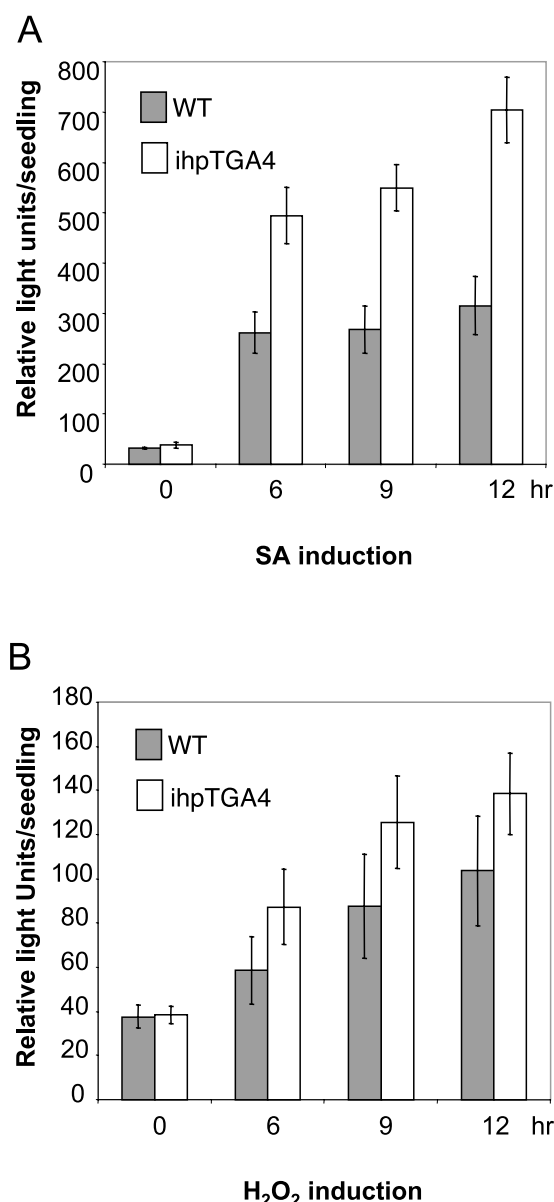 A
Relative light units/seedling
800
700
600
500
400
300
200
100
0
WT
ihpTGA4
0 6 9 12 hr
SA induction
B
Relative light Units/seedling
180
160
140
120
100
80
60
40
20
0
WT
ihpTGA4
0 6 9 12 hr
H₂O₂ induction